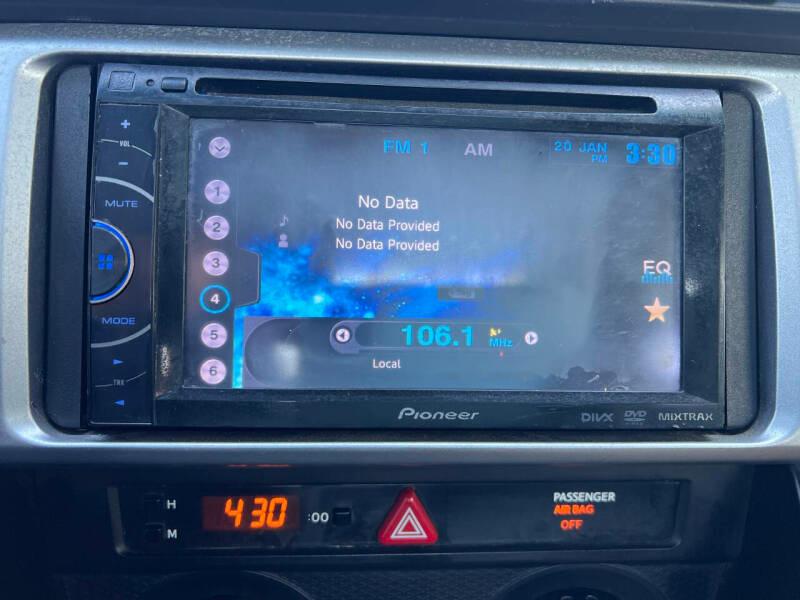 FM 1 AM 20 JAN PM 3:30
+
VOL
-
MUTE
MODE
TRK
1
2
3
4
5
6
No Data
No Data Provided
No Data Provided
EQ
106.1 MHz
Local
Pioneer DIVX DVD MIXTRAX
H
M
4:30 :00
PASSENGER
AIR BAG
OFF